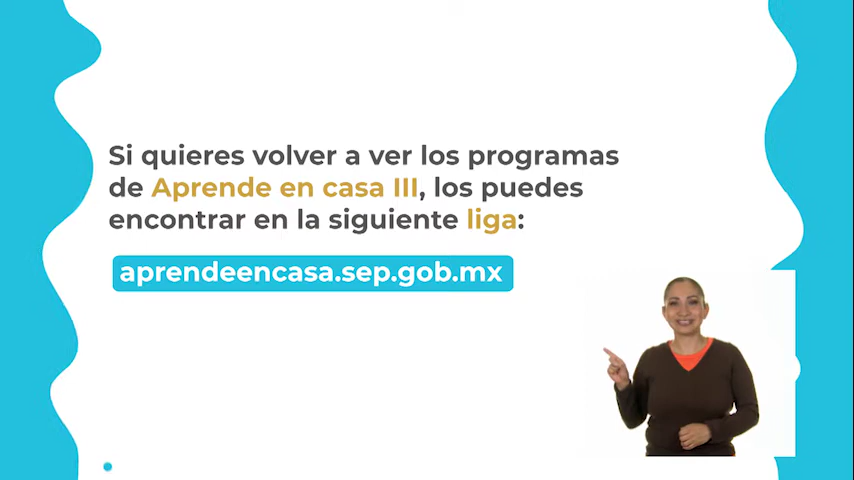 Si quieres volver a ver los programas
de Aprende en casa III, los puedes
encontrar en la siguiente liga:
aprendeencasa.sep.gob.mx